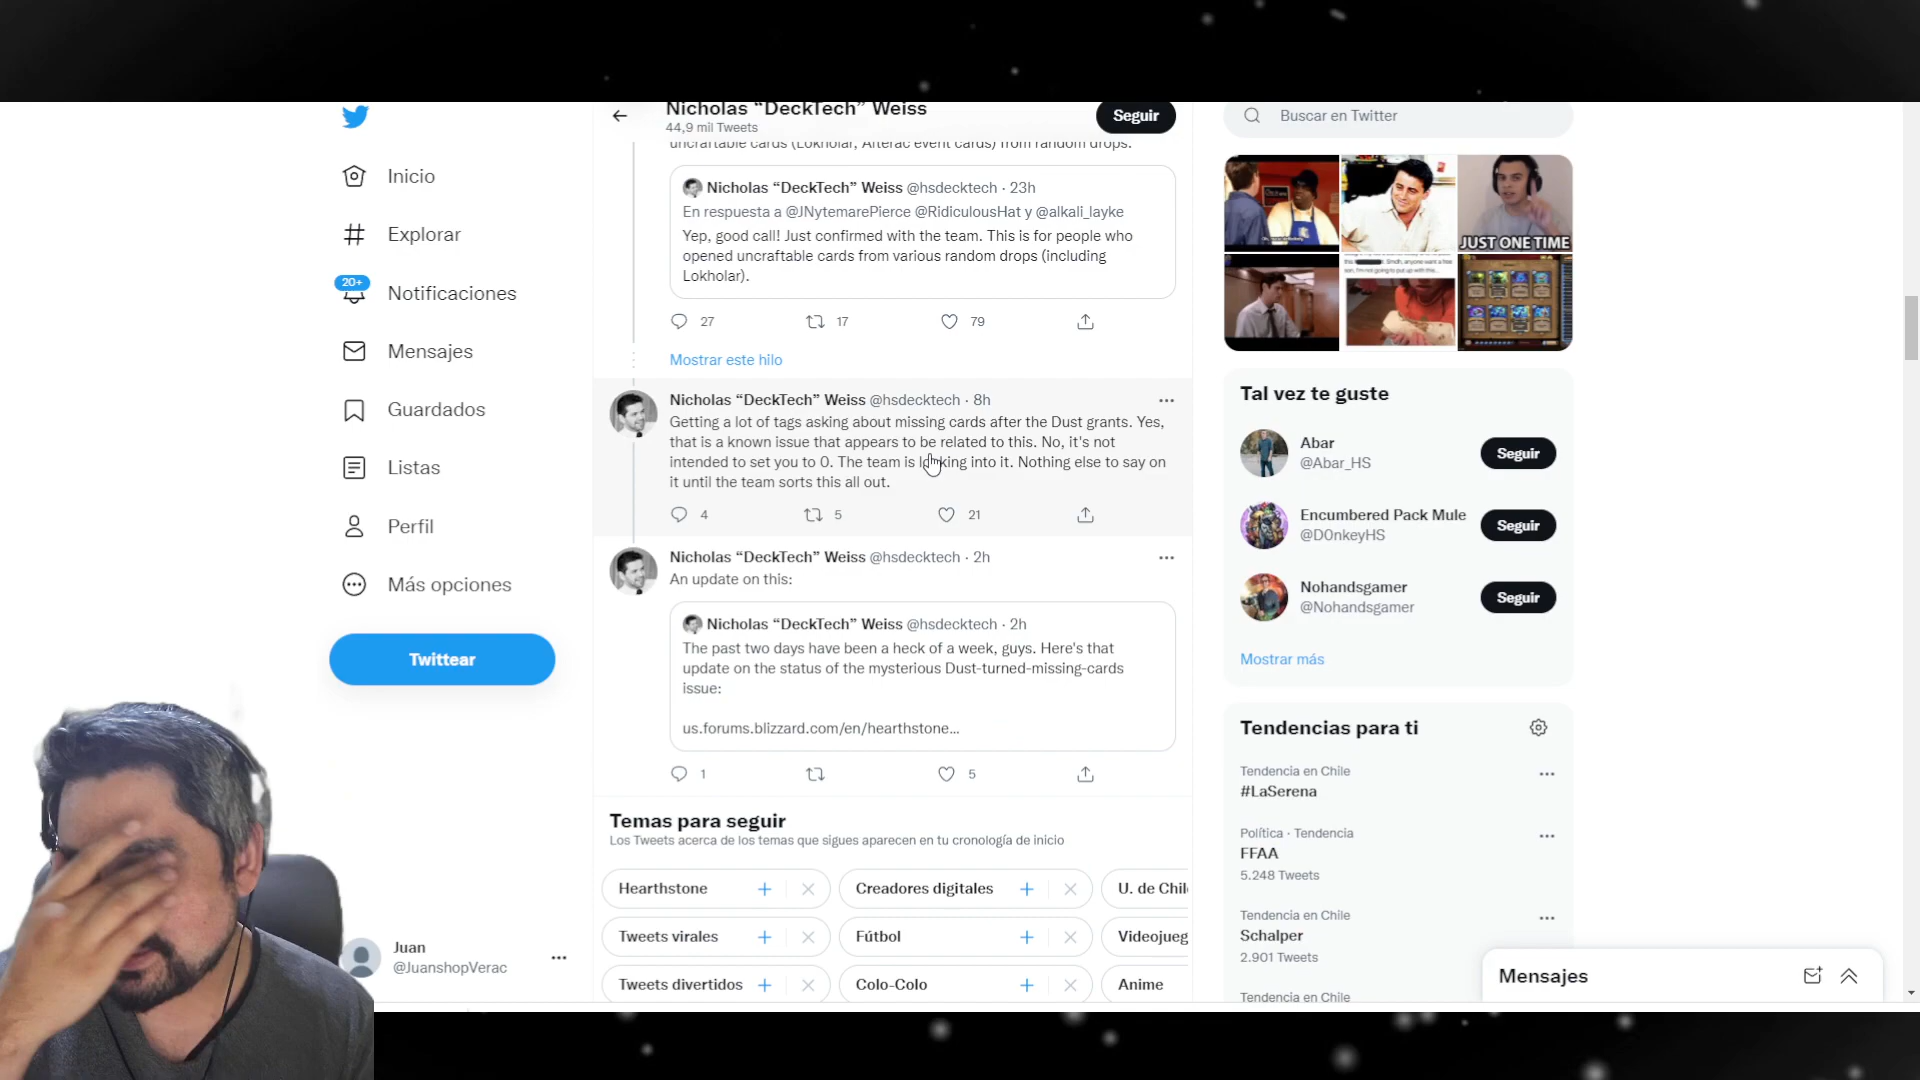 Nicholas "DeckTech" Weiss
44,9 mil Tweets
Seguir
Buscar en Twitter
Inicio
Explorar
20+
Notificaciones
Mensajes
Guardados
Listas
Perfil
Más opciones
Twittear
Juan
@JuanshopVerac
uncraftable cards (Lokholar, Alterac event cards) from random drops.
Nicholas "DeckTech" Weiss @hsdecktech · 23h
En respuesta a @JNytemarePierce @RidiculousHat y @alkali_layke
Yep, good call! Just confirmed with the team. This is for people who
opened uncraftable cards from various random drops (including
Lokholar).
27 17 79
Mostrar este hilo
Nicholas "DeckTech" Weiss @hsdecktech · 8h
Getting a lot of tags asking about missing cards after the Dust grants. Yes,
that is a known issue that appears to be related to this. No, it's not
intended to set you to 0. The team is looking into it. Nothing else to say on
it until the team sorts this all out.
4 5 21
Nicholas "DeckTech" Weiss @hsdecktech · 2h
An update on this:
Nicholas "DeckTech" Weiss @hsdecktech · 2h
The past two days have been a heck of a week, guys. Here's that
update on the status of the mysterious Dust-turned-missing-cards
issue:
us.forums.blizzard.com/en/hearthstone...
1 5
Temas para seguir
Los Tweets acerca de los temas que sigues aparecen en tu cronología de inicio
Hearthstone
Creadores digitales
U. de Chil
Tweets virales
Fútbol
Videojueg
Tweets divertidos
Colo-Colo
Anime
JUST ONE TIME
Tal vez te guste
Abar
@Abar_HS
Seguir
Encumbered Pack Mule
@D0nkeyHS
Seguir
Nohandsgamer
@Nohandsgamer
Seguir
Mostrar más
Tendencias para ti
Tendencia en Chile
#LaSerena
Política · Tendencia
FFAA
5.248 Tweets
Tendencia en Chile
Schalper
2.901 Tweets
Tendencia en Chile
Mensajes